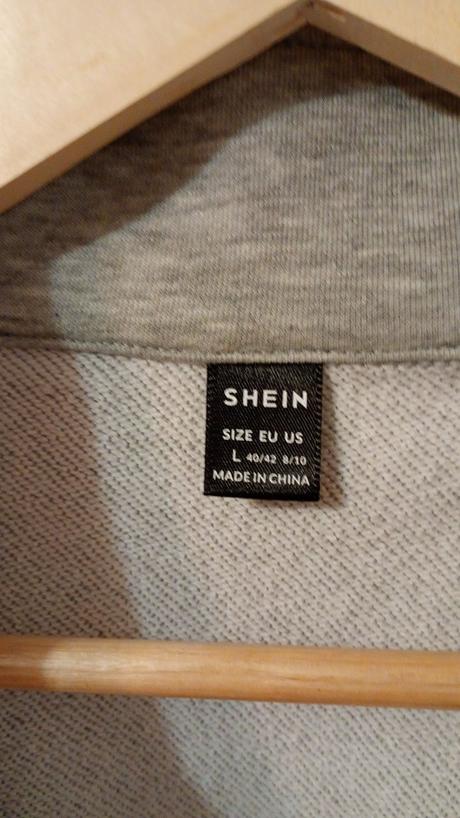 SHEIN
SIZE EU US
L 40/42 8/10
MADE IN CHINA